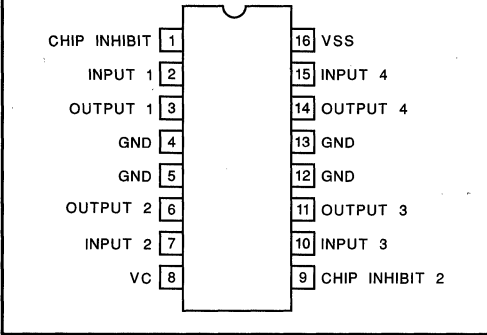 CHIP INHIBIT 1 16 VSS
INPUT 1 2 15 INPUT 4
OUTPUT 1 3 14 OUTPUT 4
GND 4 13 GND
GND 5 12 GND
OUTPUT 2 6 11 OUTPUT 3
INPUT 2 7 10 INPUT 3
VC 8 9 CHIP INHIBIT 2